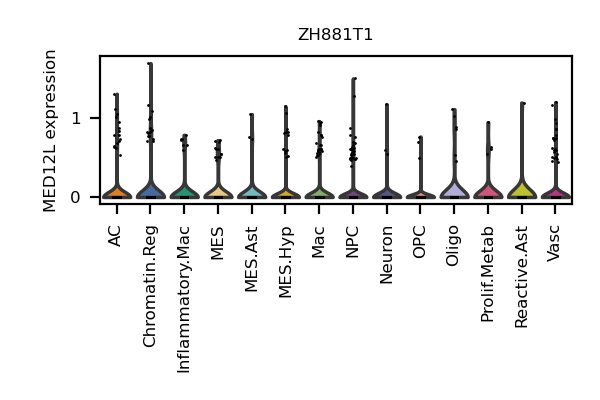 ZH881T1
MED12L expression
1
0
AC
Chromatin.Reg
Inflammatory.Mac
MES
MES.Ast
MES.Hyp
Mac
NPC
Neuron
OPC
Oligo
Prolif.Metab
Reactive.Ast
Vasc